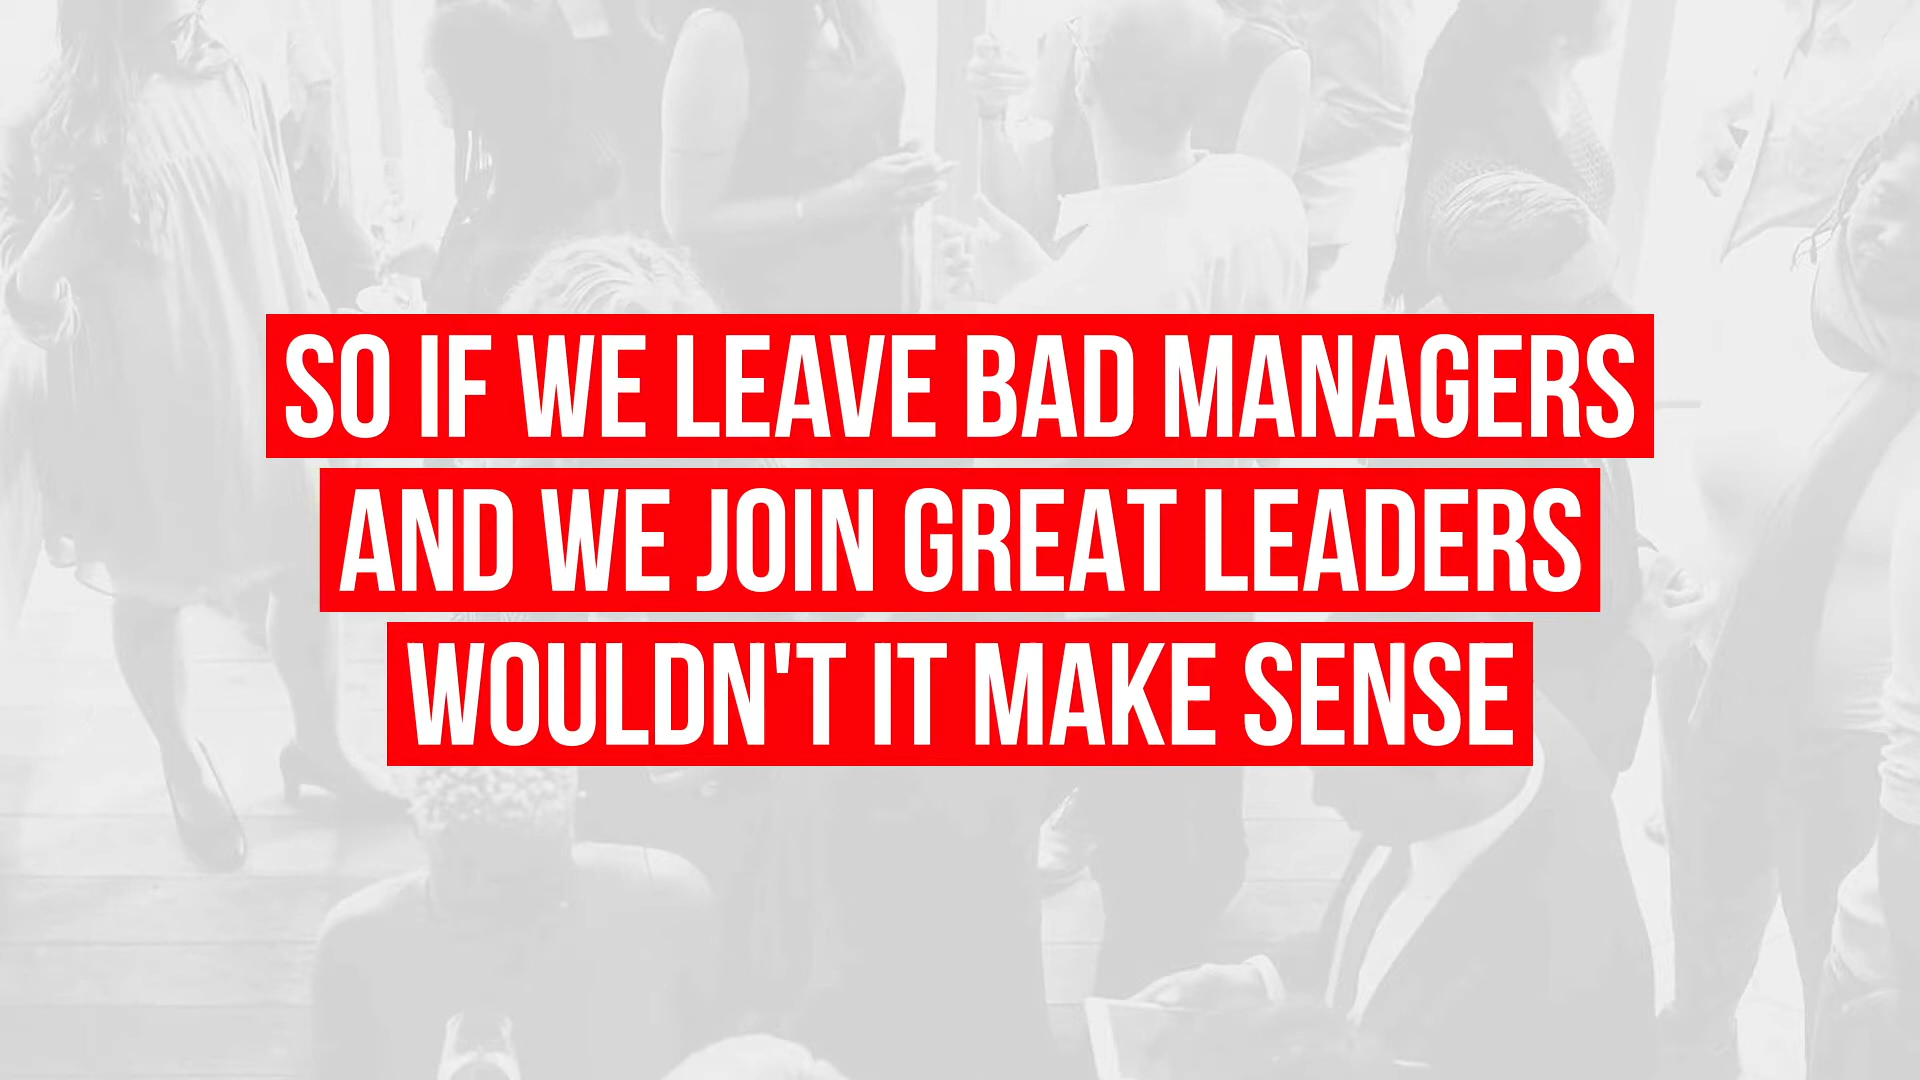 SO IF WE LEAVE BAD MANAGERS
AND WE JOIN GREAT LEADERS
WOULDN'T IT MAKE SENSE